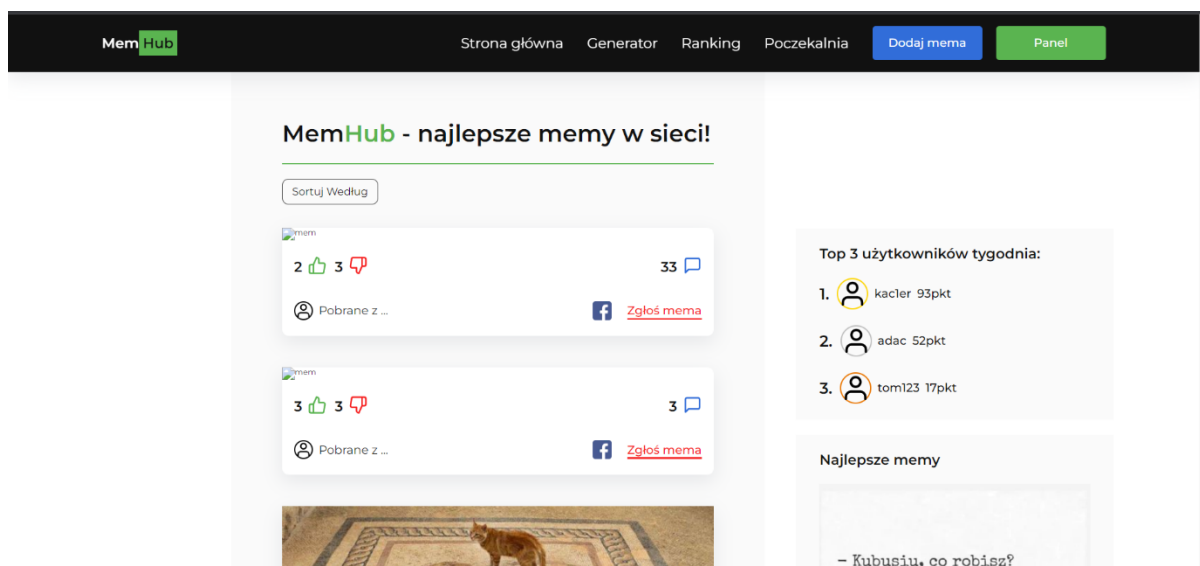 MemHub
Strona główna
Generator
Ranking
Poczekalnia
Dodaj mema
Panel
MemHub - najlepsze memy w sieci!
Sortuj Według
mem
2 3 33
Pobrane z ...
Zgłoś mema
mem
3 3 3
Pobrane z ...
Zgłoś mema
Top 3 użytkowników tygodnia:
1. kac1er 93pkt
2. adac 52pkt
3. tom123 17pkt
Najlepsze memy
– Kubusiu, co robisz?